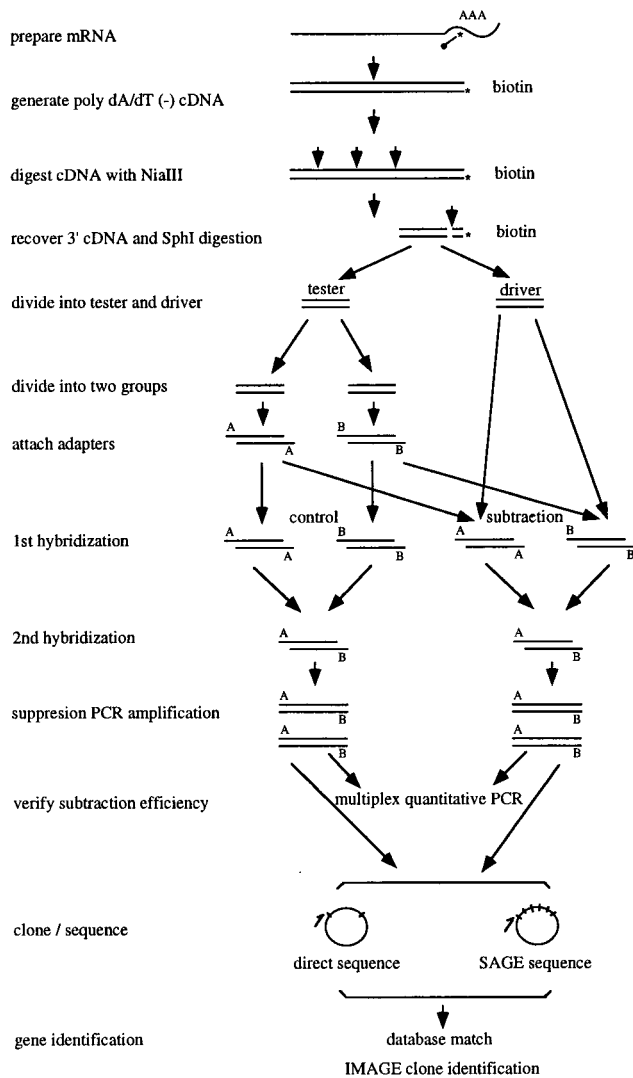 AAA
prepare mRNA
*
generate poly dA/dT (-) cDNA
* biotin
digest cDNA with NiaIII
* biotin
recover 3' cDNA and SphI digestion
* biotin
tester driver
divide into tester and driver
divide into two groups
A B
attach adapters
A B
control subtraetion
A B A B
1st hybridization
A B A B
A A
2nd hybridization
B B
A A
suppresion PCR amplification
B B
A A
B B
verify subtraction efficiency
multiplex quantitative PCR
clone / sequence
direct sequence SAGE sequence
gene identification
database match
IMAGE clone identification